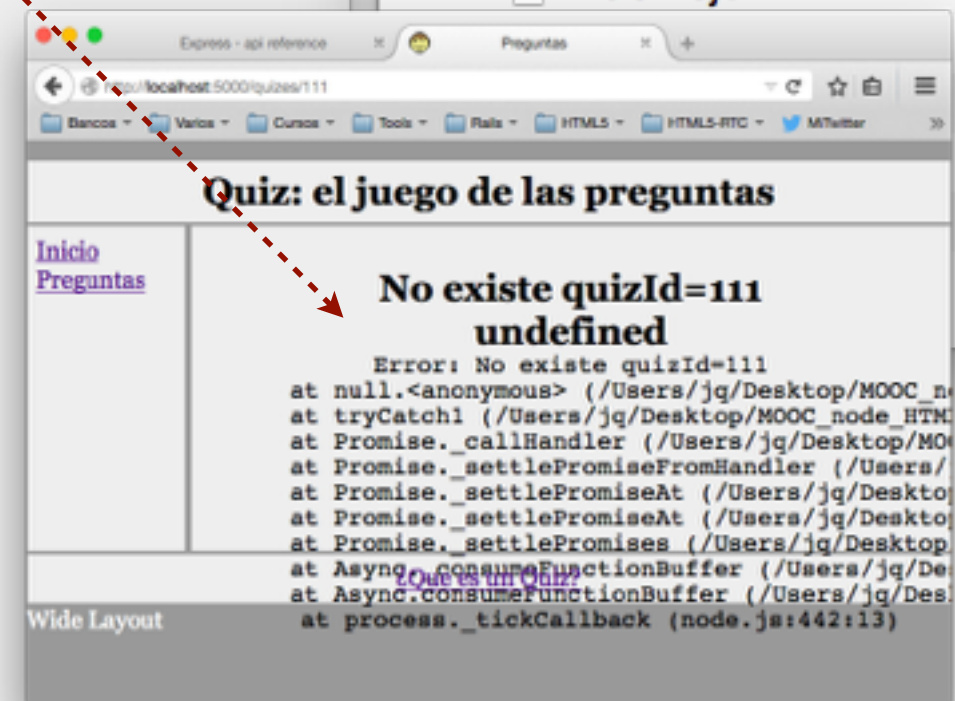 Express - api reference
Preguntas
http://localhost:5000/quizes/111
Bancos Varios Cursos Tools Rails HTML5 HTML5-RTC MiTwitter
Quiz: el juego de las preguntas
Inicio
Preguntas
No existe quizId=111
undefined
Error: No existe quizId=111
at null.<anonymous> (/Users/jq/Desktop/MOOC_n
at tryCatch1 (/Users/jq/Desktop/MOOC_node_HTM
at Promise._callHandler (/Users/jq/Desktop/MO
at Promise._settlePromiseFromHandler (/Users/
at Promise._settlePromiseAt (/Users/jq/Deskto
at Promise._settlePromiseAt (/Users/jq/Deskto
at Promise._settlePromises (/Users/jq/Desktop
at Async.consumeFunctionBuffer (/Users/jq/De
¿Que es un Quiz?
at Async.consumeFunctionBuffer (/Users/jq/Des
Wide Layout
at process._tickCallback (node.js:442:13)